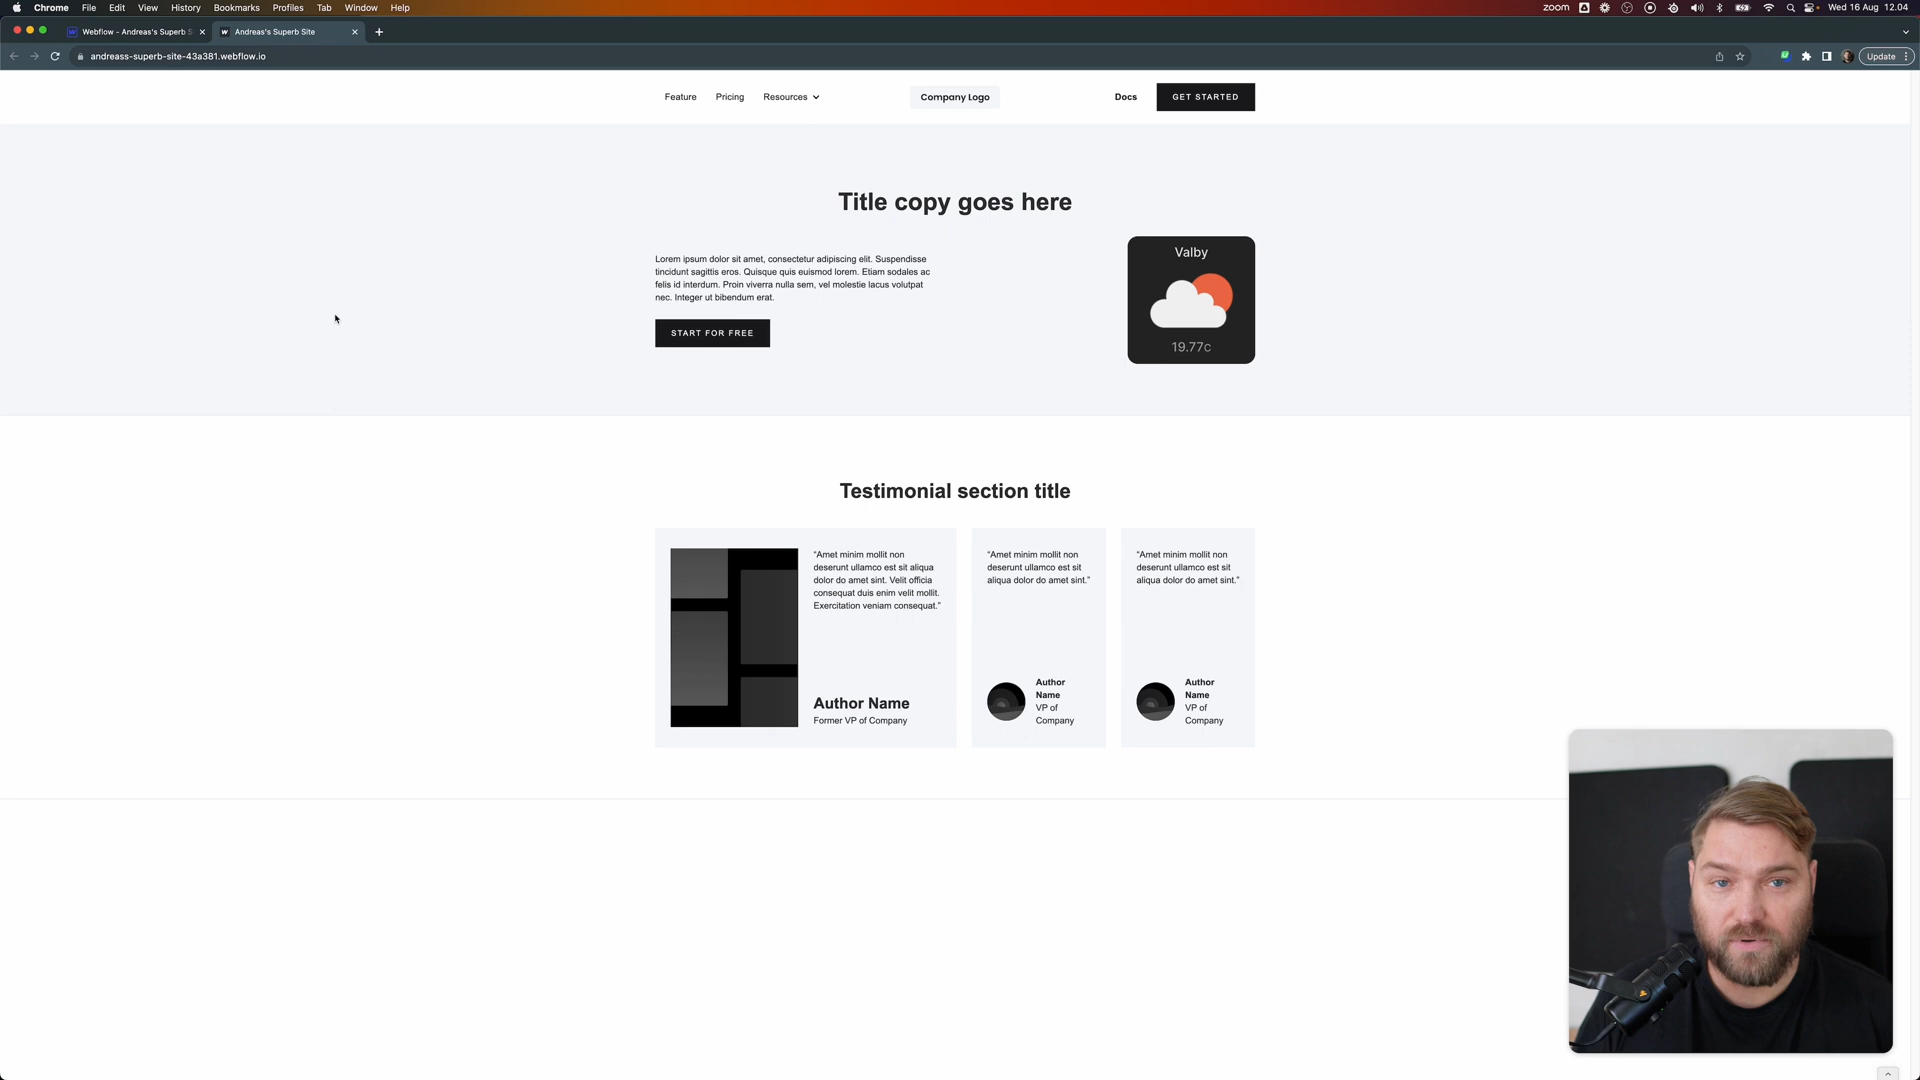 Chrome File Edit View History Bookmarks Profiles Tab Window Help
zoom
Wed 16 Aug 12.04
Webflow - Andreas's Superb S
Andreas's Superb Site
andreass-superb-site-43a381.webflow.io
Update
Feature
Pricing
Resources
Company Logo
Docs
GET STARTED
Title copy goes here
Lorem ipsum dolor sit amet, consectetur adipiscing elit. Suspendisse
tincidunt sagittis eros. Quisque quis euismod lorem. Etiam sodales ac
felis id interdum. Proin viverra nulla sem, vel molestie lacus volutpat
nec. Integer ut bibendum erat.
START FOR FREE
Valby
19.77c
Testimonial section title
“Amet minim mollit non
deserunt ullamco est sit aliqua
dolor do amet sint. Velit officia
consequat duis enim velit mollit.
Exercitation veniam consequat.”
Author Name
Former VP of Company
“Amet minim mollit non
deserunt ullamco est sit
aliqua dolor do amet sint.”
Author
Name
VP of
Company
“Amet minim mollit non
deserunt ullamco est sit
aliqua dolor do amet sint.”
Author
Name
VP of
Company